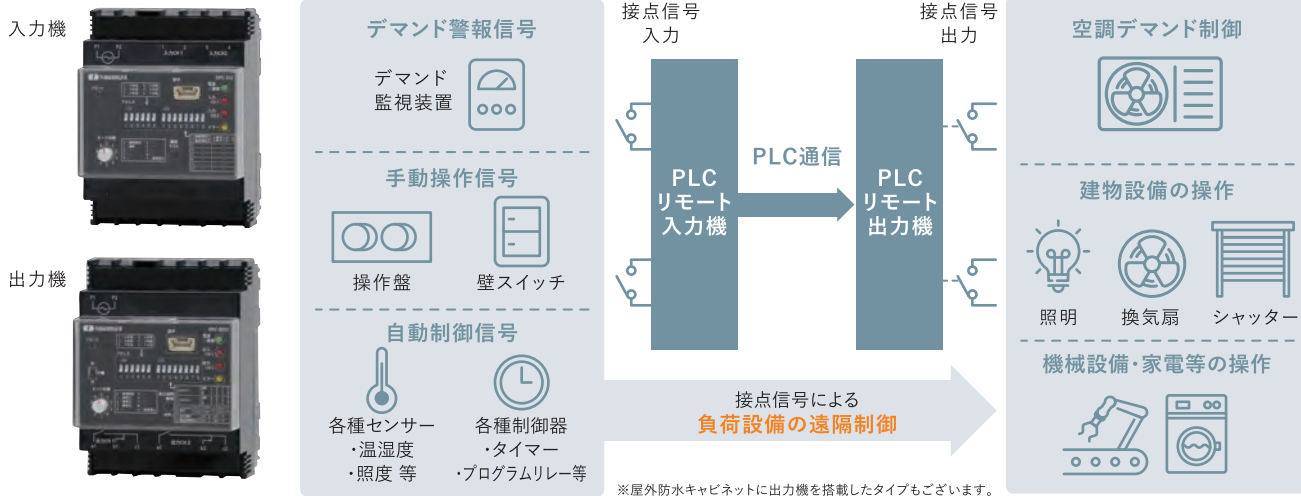 入力機
出力機
デマンド警報信号
デマンド
監視装置
手動操作信号
操作盤
壁スイッチ
自動制御信号
各種センサー
・温湿度
・照度 等
各種制御器
・タイマー
・プログラムリレー等
接点信号
入力
PLC
リモート
入力機
PLC通信
接点信号
出力
PLC
リモート
出力機
接点信号による
負荷設備の遠隔制御
空調デマンド制御
建物設備の操作
照明
換気扇
シャッター
機械設備・家電等の操作
※屋外防水キャビネットに出力機を搭載したタイプもございます。